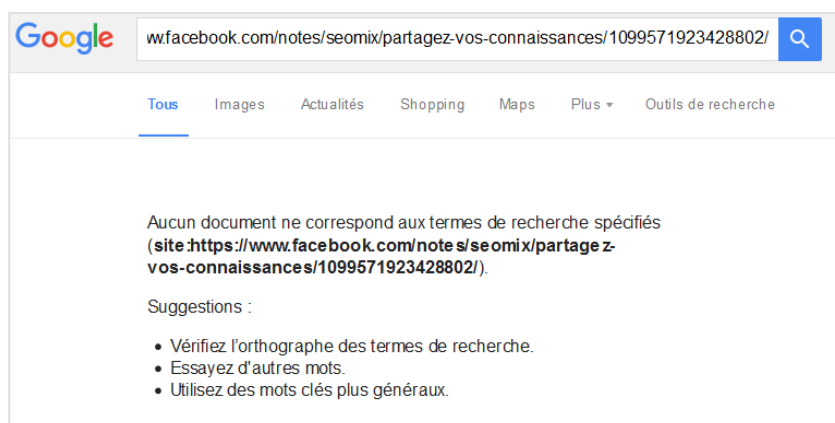 Google
w.facebook.com/notes/seomix/partagez-vos-connaissances/1099571923428802/
Tous Images Actualités Shopping Maps Plus Outils de recherche
Aucun document ne correspond aux termes de recherche spécifiés
(site:https://www.facebook.com/notes/seomix/partagez-
vos-connaissances/1099571923428802/).
Suggestions :
• Vérifiez l'orthographe des termes de recherche.
• Essayez d'autres mots.
• Utilisez des mots clés plus généraux.